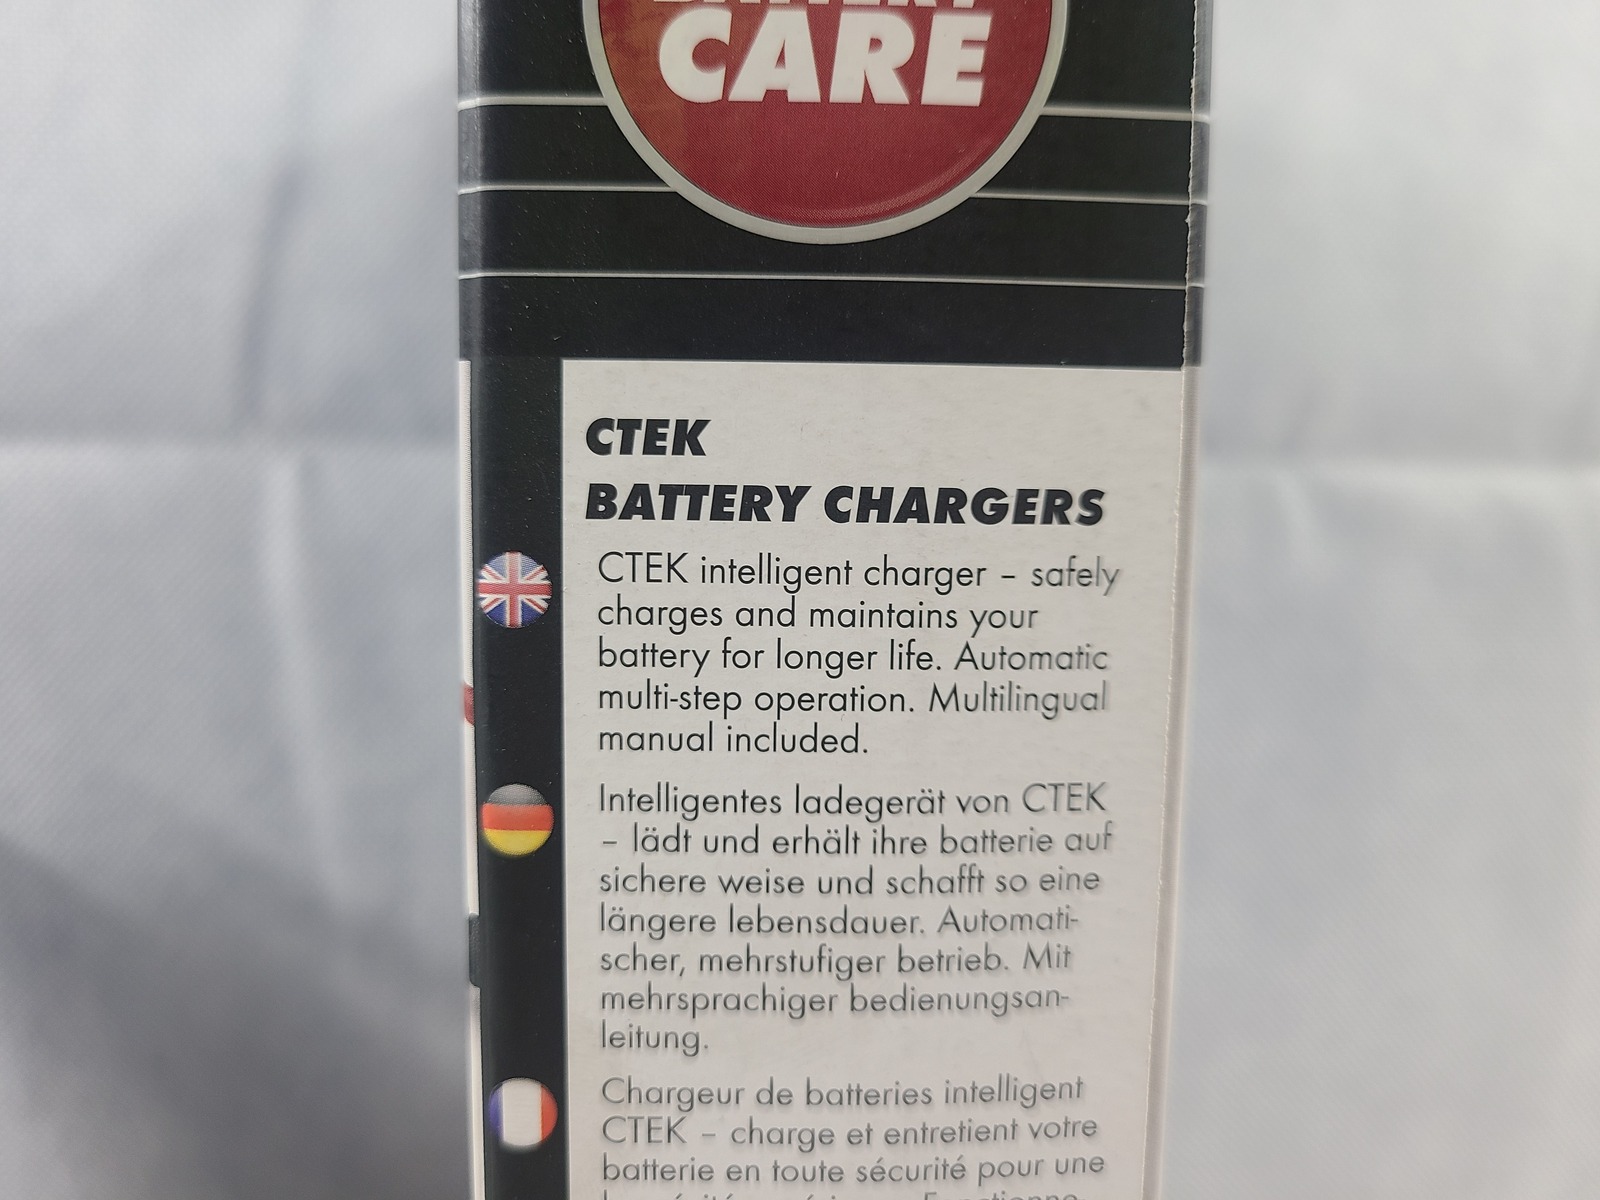 BATTERY
CARE
CTEK
BATTERY CHARGERS
CTEK intelligent charger – safely
charges and maintains your
battery for longer life. Automatic
multi-step operation. Multilingual
manual included.
Intelligentes ladegerät von CTEK
– lädt und erhält ihre batterie auf
sichere weise und schafft so eine
längere lebensdauer. Automati-
scher, mehrstufiger betrieb. Mit
mehrsprachiger bedienungsan-
leitung.
Chargeur de batteries intelligent
CTEK – charge et entretient votre
batterie en toute sécurité pour une